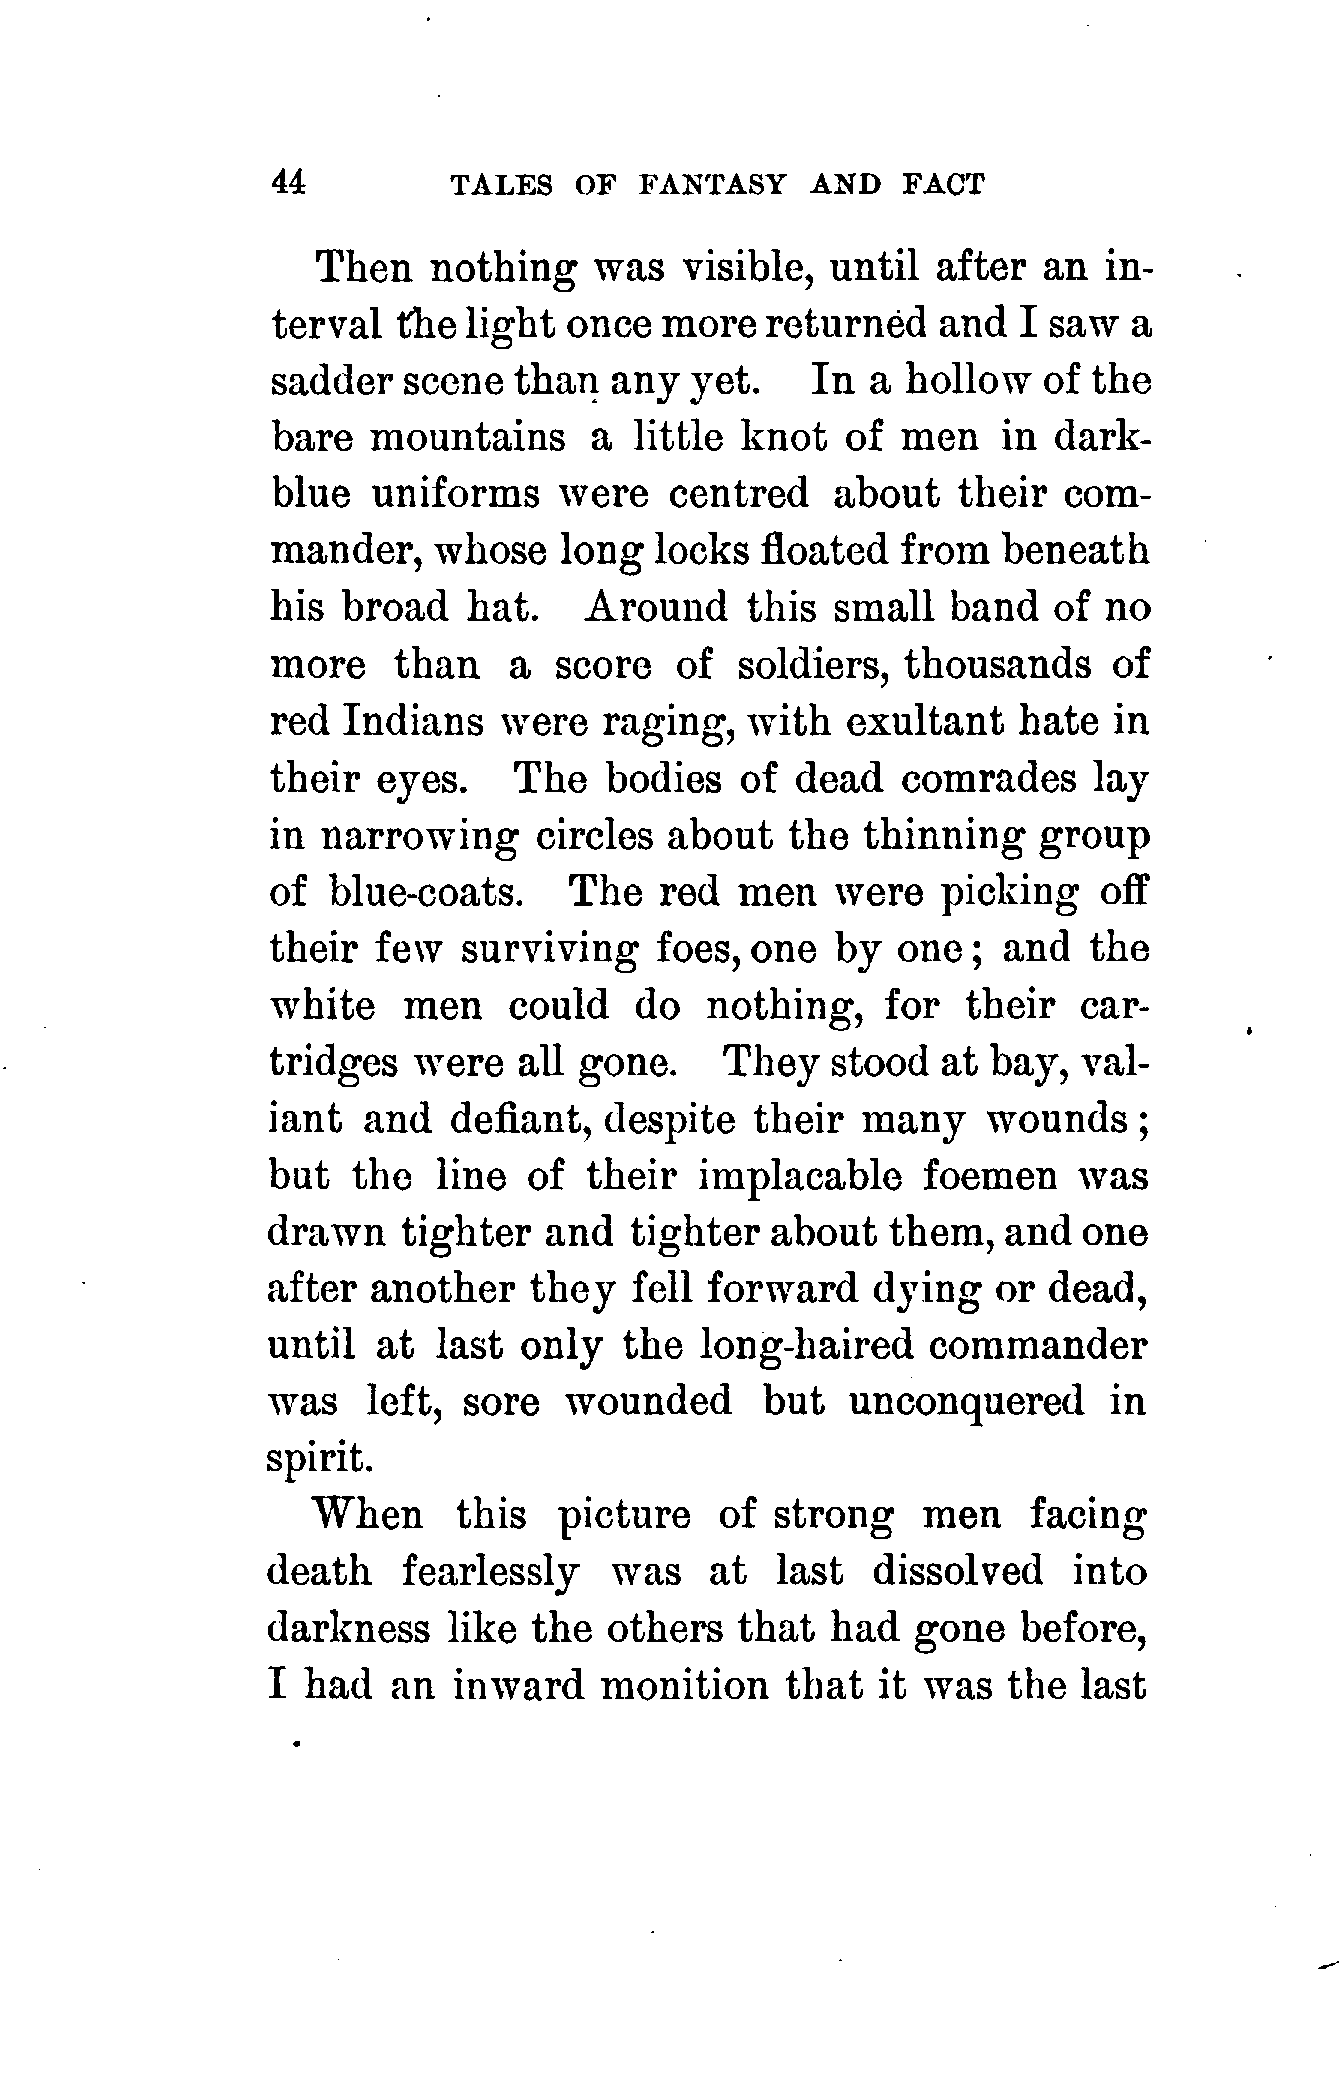 44 TALES OF FANTASY AND FACT
Then nothing was visible, until after an in-
terval the light once more returned and I saw a
sadder scene than any yet. In a hollow of the
bare mountains a little knot of men in dark-
blue uniforms were centred about their com-
mander, whose long locks floated from beneath
his broad hat. Around this small band of no
more than a score of soldiers, thousands of
red Indians were raging, with exultant hate in
their eyes. The bodies of dead comrades lay
in narrowing circles about the thinning group
of blue-coats. The red men were picking off
their few surviving foes, one by one; and the
white men could do nothing, for their car-
tridges were all gone. They stood at bay, val-
iant and defiant, despite their many wounds;
but the line of their implacable foemen was
drawn tighter and tighter about them, and one
after another they fell forward dying or dead,
until at last only the long-haired commander
was left, sore wounded but unconquered in
spirit.
When this picture of strong men facing
death fearlessly was at last dissolved into
darkness like the others that had gone before,
I had an inward monition that it was the last